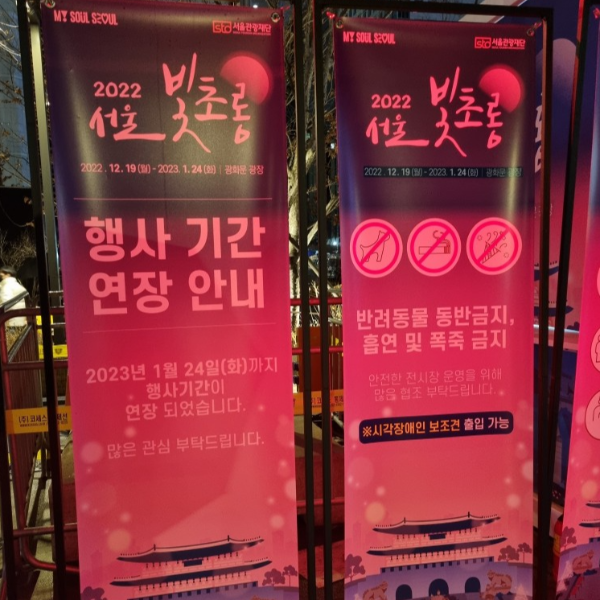 MY SOUL SEOUL
sto 서울관광재단
2022
서울 빛초롱
2022. 12. 19(월) - 2023. 1. 24(화) | 광화문 광장
행사 기간
연장 안내
2023년 1월 24일(화)까지
행사기간이
연장 되었습니다.
많은 관심 부탁드립니다.
MY SOUL SEOUL
sto 서울관광재단
2022
서울 빛초롱
2022. 12. 19(월) - 2023. 1. 24(화) | 광화문 광장
반려동물 동반금지,
흡연 및 폭죽 금지
안전한 전시장 운영을 위해
많은 협조 부탁드립니다.
※시각장애인 보조견 출입 가능